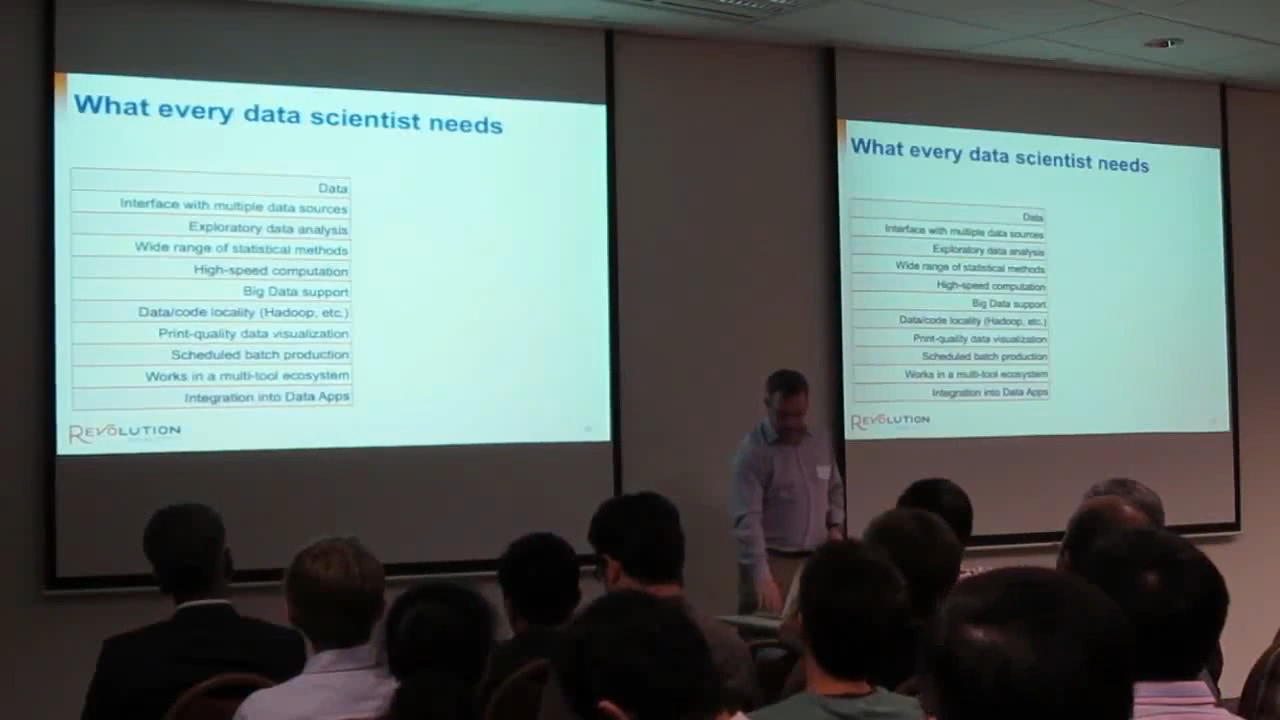 What every data scientist needs
Data
Interface with multiple data sources
Exploratory data analysis
Wide range of statistical methods
High-speed computation
Big Data support
Data/code locality (Hadoop, etc.)
Print-quality data visualization
Scheduled batch production
Works in a multi-tool ecosystem
Integration into Data Apps
REVOLUTION
What every data scientist needs
Data
Interface with multiple data sources
Exploratory data analysis
Wide range of statistical methods
High-speed computation
Big Data support
Data/code locality (Hadoop, etc.)
Print-quality data visualization
Scheduled batch production
Works in a multi-tool ecosystem
Integration into Data Apps
REVOLUTION